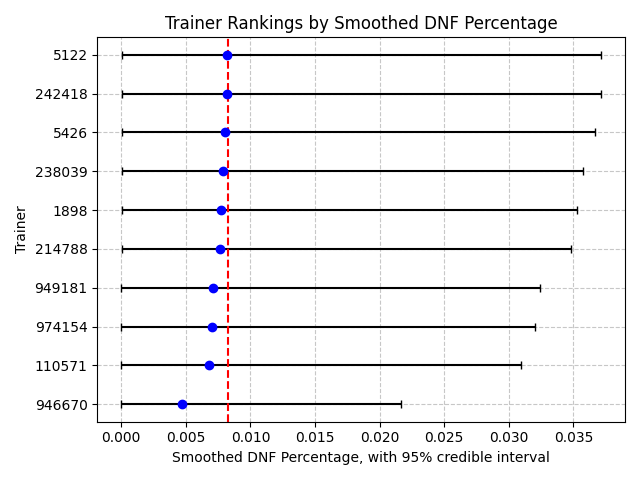 Trainer Rankings by Smoothed DNF Percentage
Trainer
5122
242418
5426
238039
1898
214788
949181
974154
110571
946670
0.000 0.005 0.010 0.015 0.020 0.025 0.030 0.035
Smoothed DNF Percentage, with 95% credible interval